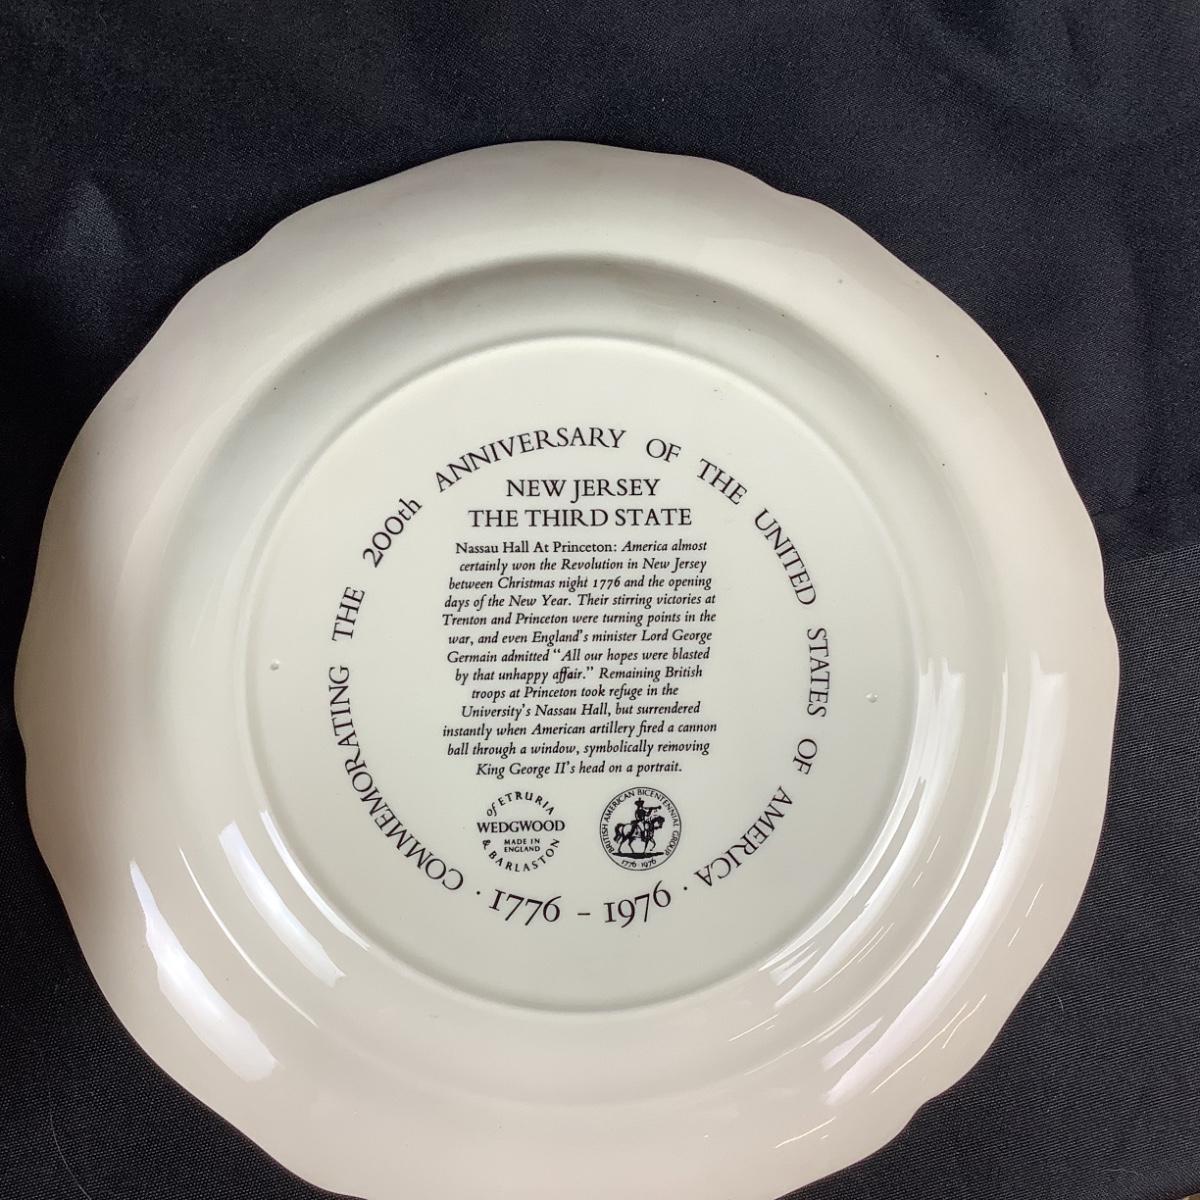 COMMEMORATING THE 200th ANNIVERSARY OF THE UNITED STATES OF AMERICA ·
NEW JERSEY
THE THIRD STATE
Nassau Hall At Princeton: America almost
certainly won the Revolution in New Jersey
between Christmas night 1776 and the opening
days of the New Year. Their stirring victories at
Trenton and Princeton were turning points in the
war, and even England's minister Lord George
Germain admitted "All our hopes were blasted
by that unhappy affair." Remaining British
troops at Princeton took refuge in the
University's Nassau Hall, but surrendered
instantly when American artillery fired a cannon
ball through a window, symbolically removing
King George II's head on a portrait.
of ETRURIA
WEDGWOOD
MADE IN
ENGLAND
& BARLASTON
BRITISH AMERICAN BICENTENNIAL GROUP
1776-1976
· 1776 - 1976 ·